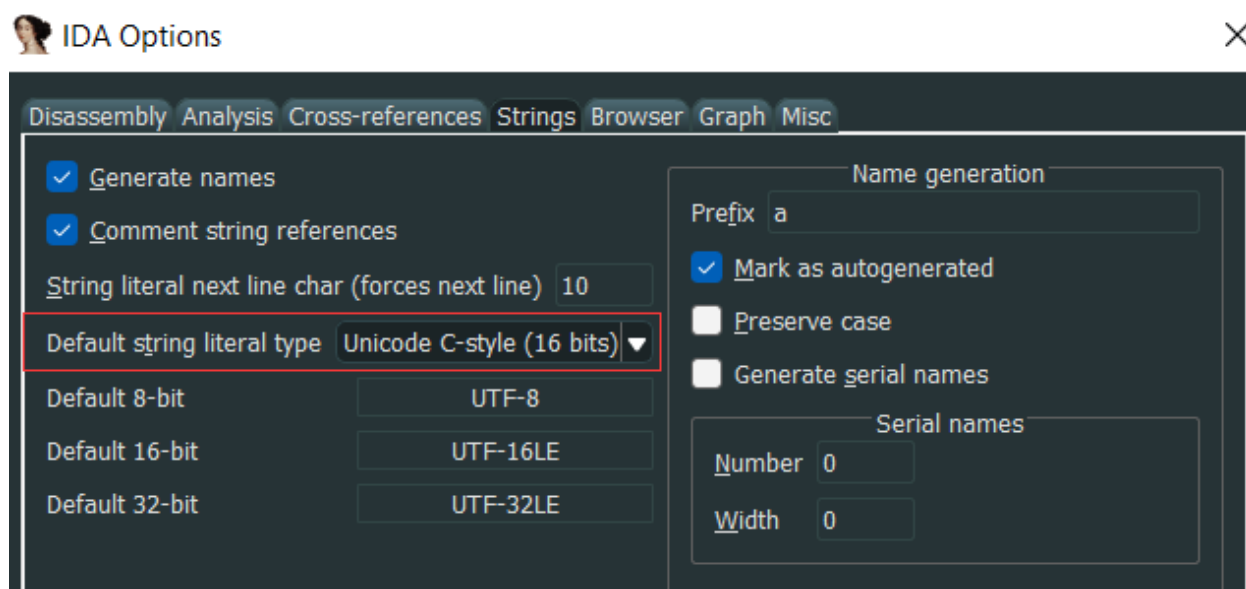 IDA Options
Disassembly Analysis Cross-references Strings Browser Graph Misc
Generate names
Comment string references
String literal next line char (forces next line) 10
Default string literal type Unicode C-style (16 bits)
Default 8-bit UTF-8
Default 16-bit UTF-16LE
Default 32-bit UTF-32LE
Name generation
Prefix a
Mark as autogenerated
Preserve case
Generate serial names
Serial names
Number 0
Width 0